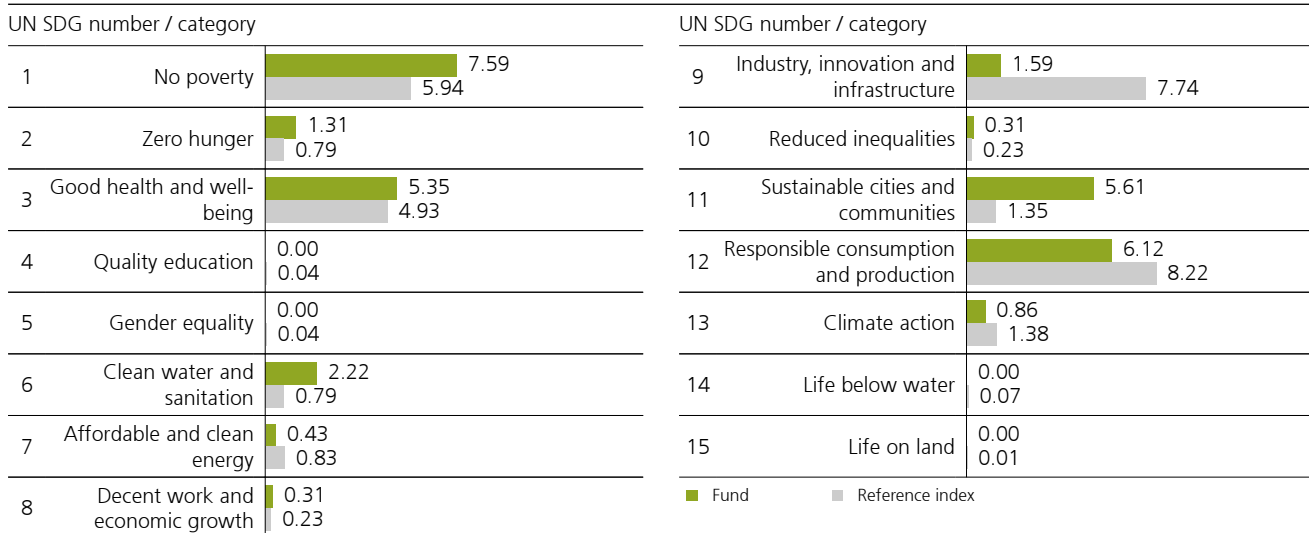 UN SDG number / category
1
No poverty
7.59
5.94
2
Zero hunger
1.31
0.79
3
Good health and well-
being
5.35
4.93
4
Quality education
0.00
0.04
5
Gender equality
0.00
0.04
6
Clean water and
sanitation
2.22
0.79
7
Affordable and clean
energy
0.43
0.83
8
Decent work and
economic growth
0.31
0.23
UN SDG number / category
9
Industry, innovation and
infrastructure
1.59
7.74
10
Reduced inequalities
0.31
0.23
11
Sustainable cities and
communities
5.61
1.35
12
Responsible consumption
and production
6.12
8.22
13
Climate action
0.86
1.38
14
Life below water
0.00
0.07
15
Life on land
0.00
0.01
Fund
Reference index